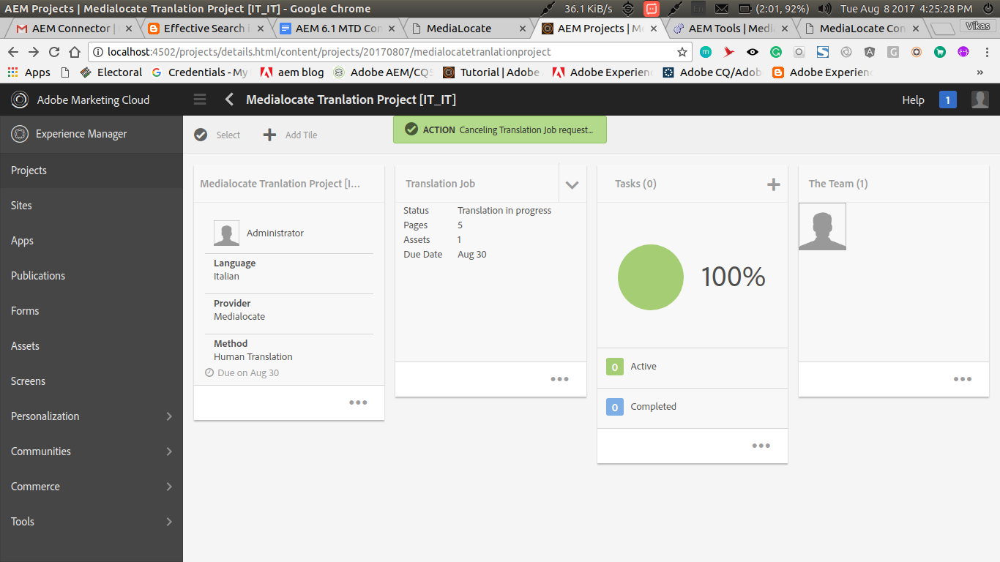 AEM Projects | Medialocate Tranlation Project [IT_IT] - Google Chrome
36.1 KiB/s
En
(2:01, 92%)
Tue Aug 8 2017 4:25:28 PM
AEM Connector |
Effective Search i
AEM 6.1 MTD Con
MediaLocate
AEM Projects | M
AEM Tools | Medi
MediaLocate Con
Vikas
localhost:4502/projects/details.html/content/projects/20170807/medialocatetranlationproject
Apps
Electoral
Credentials - My
aem blog
Adobe AEM/CQ5
Tutorial | Adobe
Adobe Experien
Adobe CQ/Adob
Adobe Experienc
»
Adobe Marketing Cloud
Medialocate Tranlation Project [IT_IT]
Help
1
Experience Manager
Select
Add Tile
ACTION Canceling Translation Job request...
Projects
Sites
Apps
Publications
Forms
Assets
Screens
Personalization
Communities
Commerce
Tools
Medialocate Tranlation Project [I...
Administrator
Language
Italian
Provider
Medialocate
Method
Human Translation
Due on Aug 30
Translation Job
Status Translation in progress
Pages 5
Assets 1
Due Date Aug 30
Tasks (0)
100%
0 Active
0 Completed
The Team (1)